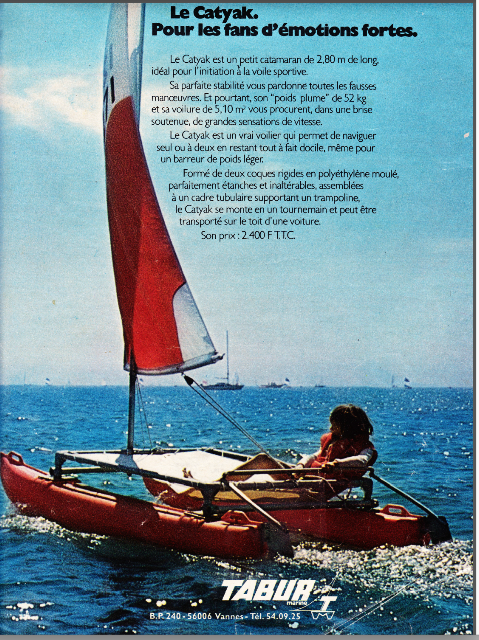 Le Catyak.
Pour les fans d'émotions fortes.
Le Catyak est un petit catamaran de 2,80 m de long,
idéal pour l'initiation à la voile sportive.
Sa parfaite stabilité vous pardonne toutes les fausses
manœuvres. Et pourtant, son "poids plume" de 52 kg
et sa voilure de 5,10 m² vous procurent, dans une brise
soutenue, de grandes sensations de vitesse.
Le Catyak est un vrai voilier qui permet de naviguer
seul ou à deux en restant tout à fait docile, même pour
un barreur de poids léger.
Formé de deux coques rigides en polyéthylène moulé,
parfaitement étanches et inaltérables, assemblées
à un cadre tubulaire supportant un trampoline,
le Catyak se monte en un tournemain et peut être
transporté sur le toit d'une voiture.
Son prix : 2.400 F T.T.C.
TABUR
marine
B.P. 240 - 56006 Vannes - Tél. 54.09.25